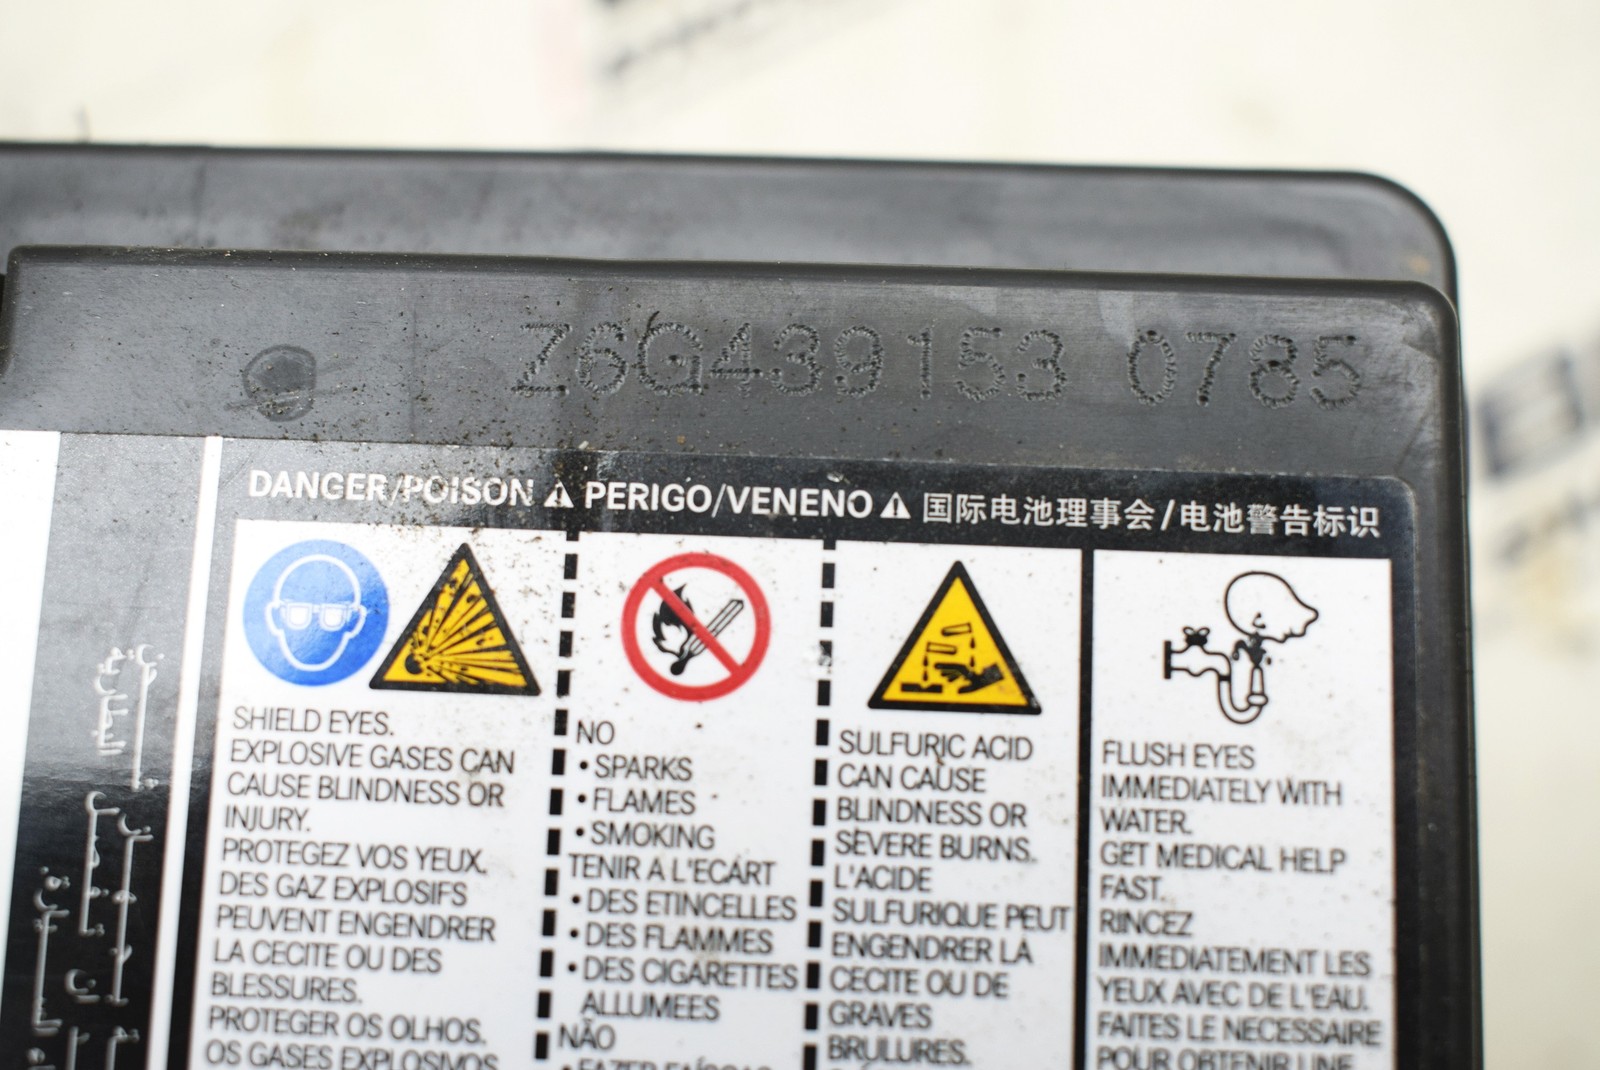 Z6G439153 0785
DANGER/POISON ⚠ PERIGO/VENENO ⚠ 国际电池理事会/电池警告标识
SHIELD EYES.
EXPLOSIVE GASES CAN
CAUSE BLINDNESS OR
INJURY.
PROTEGEZ VOS YEUX.
DES GAZ EXPLOSIFS
PEUVENT ENGENDRER
LA CECITE OU DES
BLESSURES.
PROTEGER OS OLHOS.
OS GASES EXPLOSIVOS
NO
• SPARKS
• FLAMES
• SMOKING
TENIR A L'ECART
• DES ETINCELLES
• DES FLAMMES
• DES CIGARETTES
ALLUMEES
NÃO
• FAZER FAÍSCAS
SULFURIC ACID
CAN CAUSE
BLINDNESS OR
SEVERE BURNS.
L'ACIDE
SULFURIQUE PEUT
ENGENDRER LA
CECITE OU DE
GRAVES
BRULURES.
FLUSH EYES
IMMEDIATELY WITH
WATER.
GET MEDICAL HELP
FAST.
RINCEZ
IMMEDIATEMENT LES
YEUX AVEC DE L'EAU.
FAITES LE NECESSAIRE
POUR OBTENIR UNE